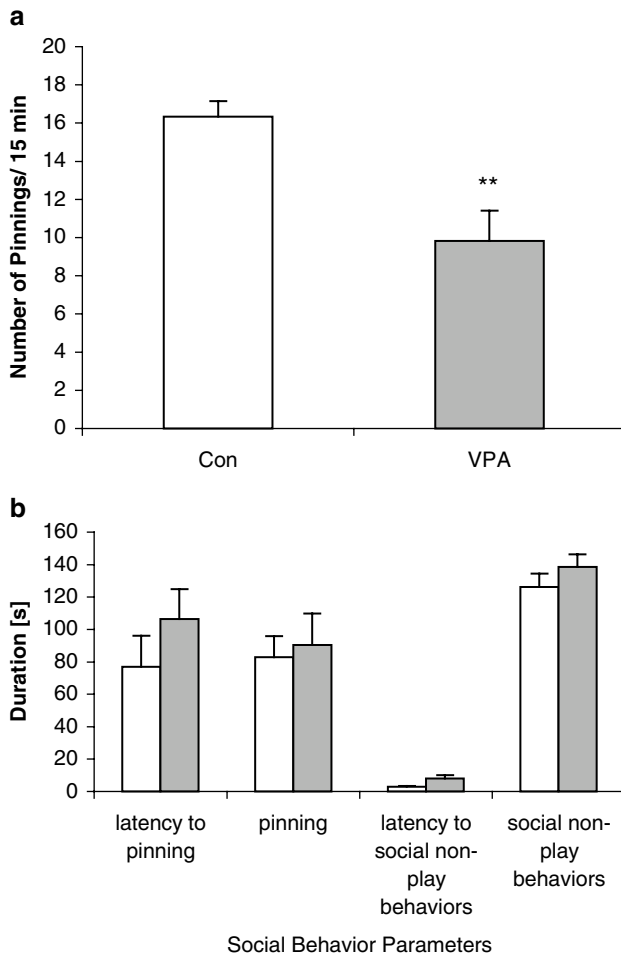 a
Number of Pinnings/ 15 min
20
18
16
14
12
10
8
6
4
2
0
**
Con VPA
b
Duration [s]
160
140
120
100
80
60
40
20
0
latency to pinning
pinning
latency to social non-play behaviors
social non-play behaviors
Social Behavior Parameters